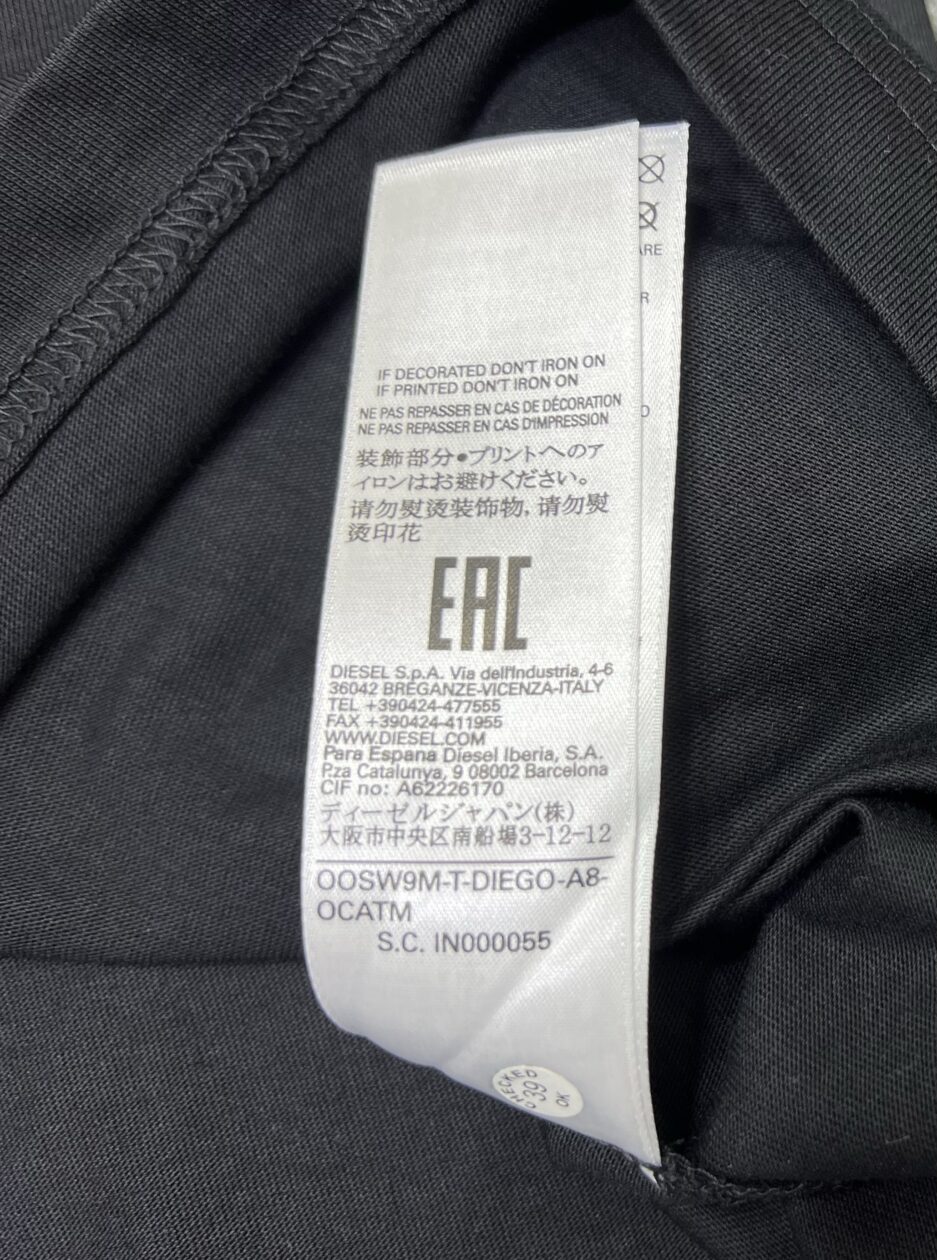 IF DECORATED DON'T IRON ON
IF PRINTED DON'T IRON ON
NE PAS REPASSER EN CAS DE DÉCORATION
NE PAS REPASSER EN CAS D'IMPRESSION
装飾部分●プリントへのア
イロンはお避けください。
请勿熨烫装饰物, 请勿熨
烫印花
EAC
DIESEL S.p.A. Via dell'Industria, 4-6
36042 BREGANZE-VICENZA-ITALY
TEL +390424-477555
FAX +390424-411955
WWW.DIESEL.COM
Para Espana Diesel Iberia, S.A.
Pza Catalunya, 9 08002 Barcelona
CIF no: A62226170
ディーゼルジャパン(株)
大阪市中央区南船場3-12-12
OOSW9M-T-DIEGO-A8-
OCATM
S.C. IN000055
CHECKED
39
OK